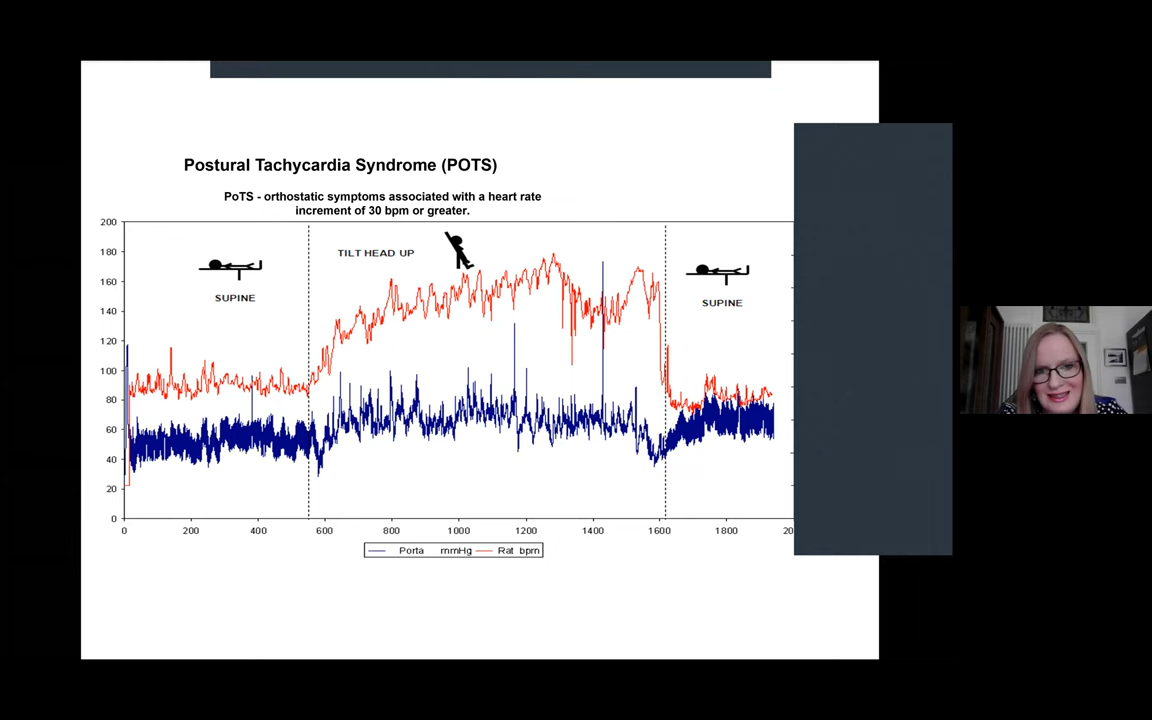 Postural Tachycardia Syndrome (POTS)
PoTS - orthostatic symptoms associated with a heart rate
increment of 30 bpm or greater.
200
180
160
140
120
100
80
60
40
20
0
SUPINE
TILT HEAD UP
SUPINE
0 200 400 600 800 1000 1200 1400 1600 1800 20
Porta mmHg Rat bpm